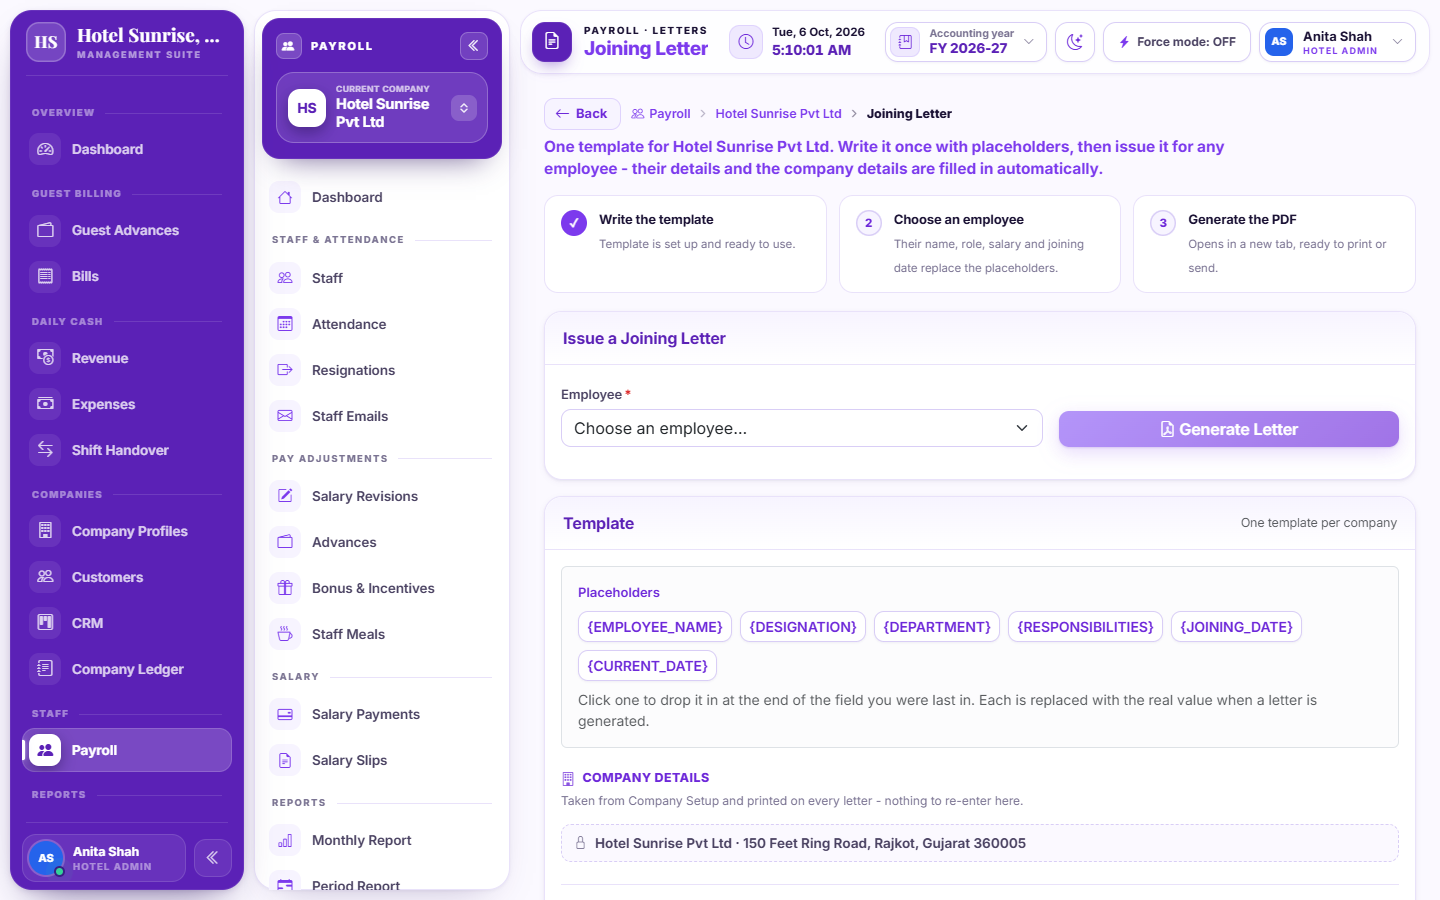 HS
Hotel Sunrise, ...
MANAGEMENT SUITE
OVERVIEW
Dashboard
GUEST BILLING
Guest Advances
Bills
DAILY CASH
Revenue
Expenses
Shift Handover
COMPANIES
Company Profiles
Customers
CRM
Company Ledger
STAFF
Payroll
REPORTS
AS
Anita Shah
HOTEL ADMIN
PAYROLL
HS
CURRENT COMPANY
Hotel Sunrise
Pvt Ltd
Dashboard
STAFF & ATTENDANCE
Staff
Attendance
Resignations
Staff Emails
PAY ADJUSTMENTS
Salary Revisions
Advances
Bonus & Incentives
Staff Meals
SALARY
Salary Payments
Salary Slips
REPORTS
Monthly Report
Period Report
PAYROLL · LETTERS
Joining Letter
Tue, 6 Oct, 2026
5:10:01 AM
Accounting year
FY 2026-27
Force mode: OFF
AS
Anita Shah
HOTEL ADMIN
Back
Payroll
Hotel Sunrise Pvt Ltd
Joining Letter
One template for Hotel Sunrise Pvt Ltd. Write it once with placeholders, then issue it for any
employee - their details and the company details are filled in automatically.
Write the template
Template is set up and ready to use.
2
Choose an employee
Their name, role, salary and joining
date replace the placeholders.
3
Generate the PDF
Opens in a new tab, ready to print or
send.
Issue a Joining Letter
Employee *
Choose an employee...
Generate Letter
Template
One template per company
Placeholders
{EMPLOYEE_NAME}
{DESIGNATION}
{DEPARTMENT}
{RESPONSIBILITIES}
{JOINING_DATE}
{CURRENT_DATE}
Click one to drop it in at the end of the field you were last in. Each is replaced with the real value when a letter is
generated.
COMPANY DETAILS
Taken from Company Setup and printed on every letter - nothing to re-enter here.
Hotel Sunrise Pvt Ltd · 150 Feet Ring Road, Rajkot, Gujarat 360005